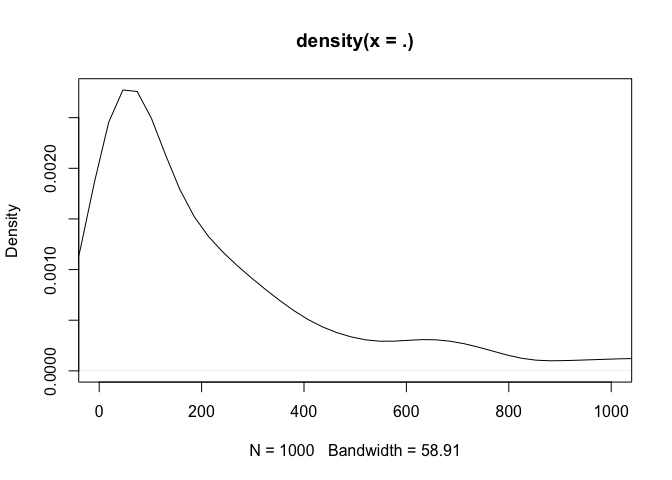 density(x = .)
Density
0.0020
0.0010
0.0000
0 200 400 600 800 1000
N = 1000 Bandwidth = 58.91